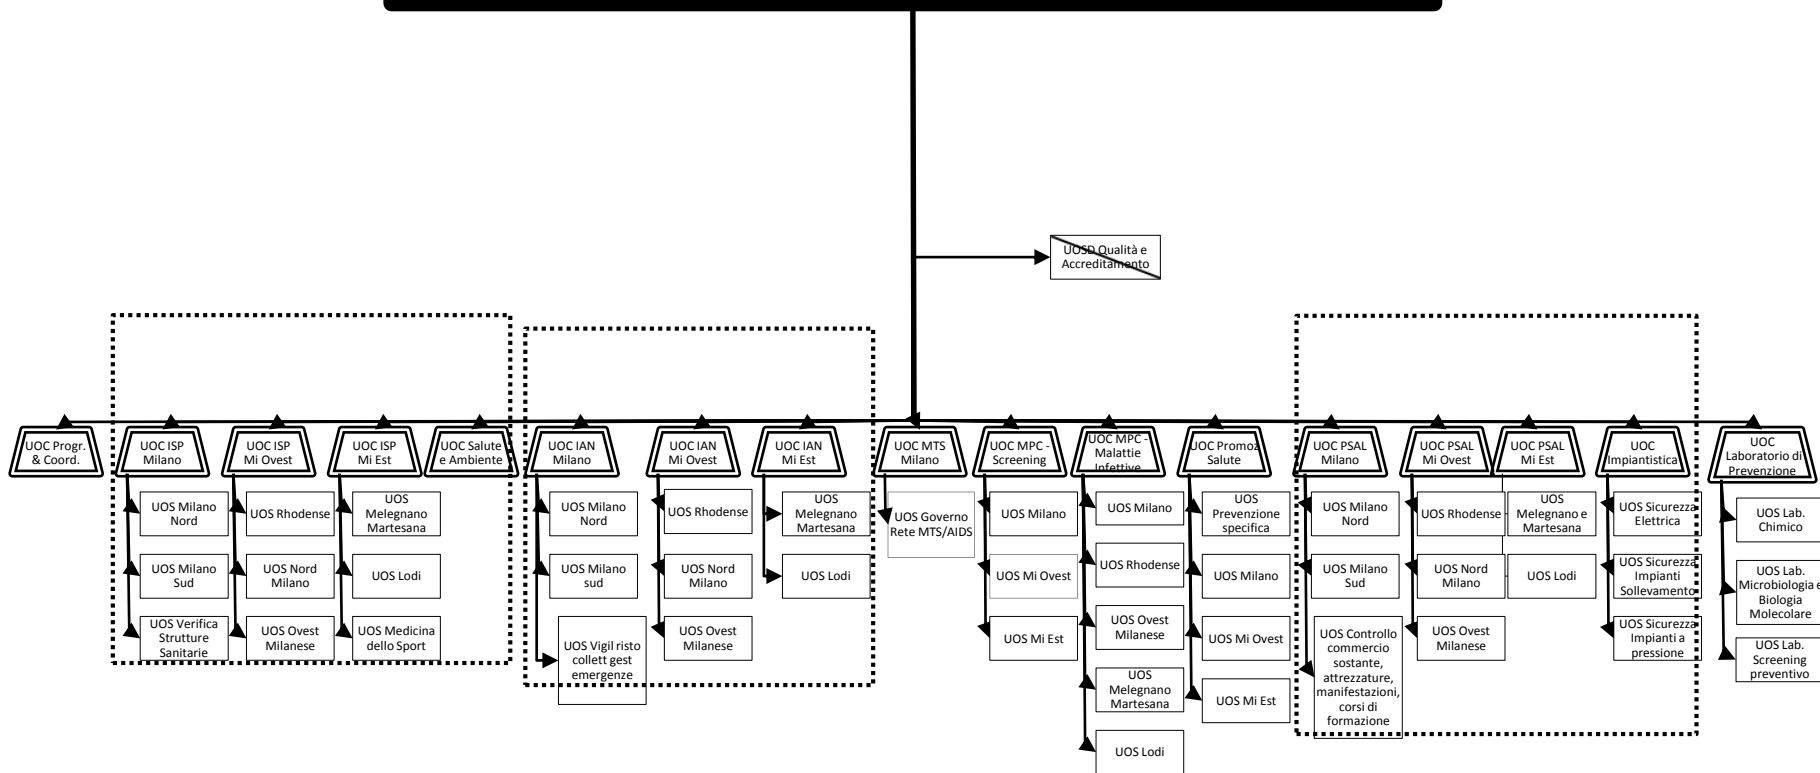 UOSD Qualità e
Accreditamento
UOC Progr.
& Coord.
UOC ISP
Milano
UOS Milano
Nord
UOS Milano
Sud
UOS Verifica
Strutture
Sanitarie
UOC ISP
Mi Ovest
UOS Rhodense
UOS Nord
Milano
UOS Ovest
Milanese
UOC ISP
Mi Est
UOS
Melegnano
Martesana
UOS Lodi
UOS Medicina
dello Sport
UOC Salute
e Ambiente
UOC IAN
Milano
UOS Milano
Nord
UOS Milano
sud
UOS Vigil risto
collett gest
emergenze
UOC IAN
Mi Ovest
UOS Rhodense
UOS Nord
Milano
UOS Ovest
Milanese
UOC IAN
Mi Est
UOS
Melegnano
Martesana
UOS Lodi
UOC MTS
Milano
UOS Governo
Rete MTS/AIDS
UOC MPC -
Screening
UOS Milano
UOS Mi Ovest
UOS Mi Est
UOC MPC -
Malattie
Infettive
UOS Milano
UOS Rhodense
UOS Ovest
Milanese
UOS
Melegnano
Martesana
UOS Lodi
UOC Promoz
Salute
UOS
Prevenzione
specifica
UOS Milano
UOS Mi Ovest
UOS Mi Est
UOC PSAL
Milano
UOS Milano
Nord
UOS Milano
Sud
UOS Controllo
commercio
sostante,
attrezzature,
manifestazioni,
corsi di
formazione
UOC PSAL
Mi Ovest
UOS Rhodense
UOS Nord
Milano
UOS Ovest
Milanese
UOC PSAL
Mi Est
UOS
Melegnano e
Martesana
UOS Lodi
UOC
Impiantistica
UOS Sicurezza
Elettrica
UOS Sicurezza
Impianti
Sollevamento
UOS Sicurezza
Impianti a
pressione
UOC
Laboratorio di
Prevenzione
UOS Lab.
Chimico
UOS Lab.
Microbiologia e
Biologia
Molecolare
UOS Lab.
Screening
preventivo